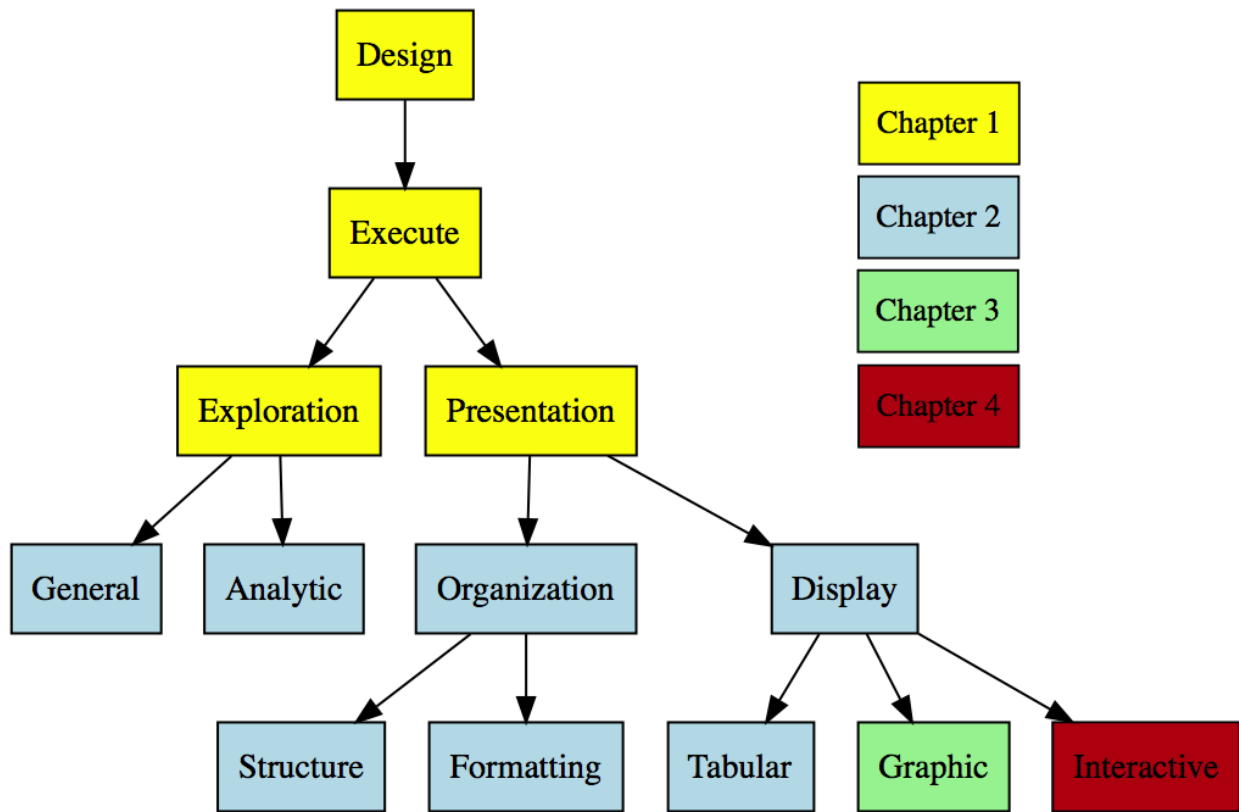 Design
Execute
Exploration
Presentation
General
Analytic
Organization
Display
Structure
Formatting
Tabular
Graphic
Interactive
Chapter 1
Chapter 2
Chapter 3
Chapter 4